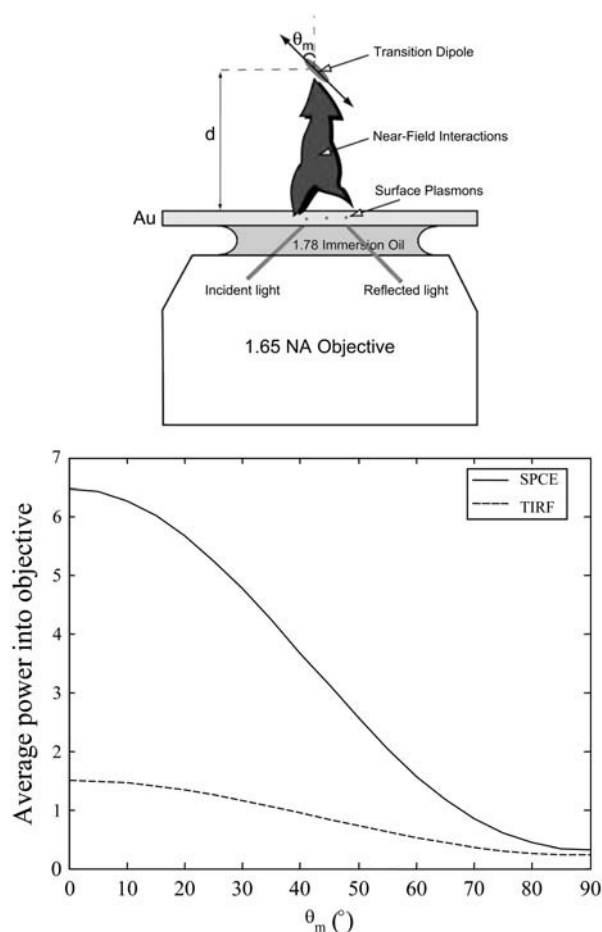 θm
Transition Dipole
d
Near-Field Interactions
Surface Plasmons
Au
1.78 Immersion Oil
Incident light
Reflected light
1.65 NA Objective
7
SPCE
TIRF
6
5
4
3
2
1
0
Average power into objective
0 10 20 30 40 50 60 70 80 90
θm (°)